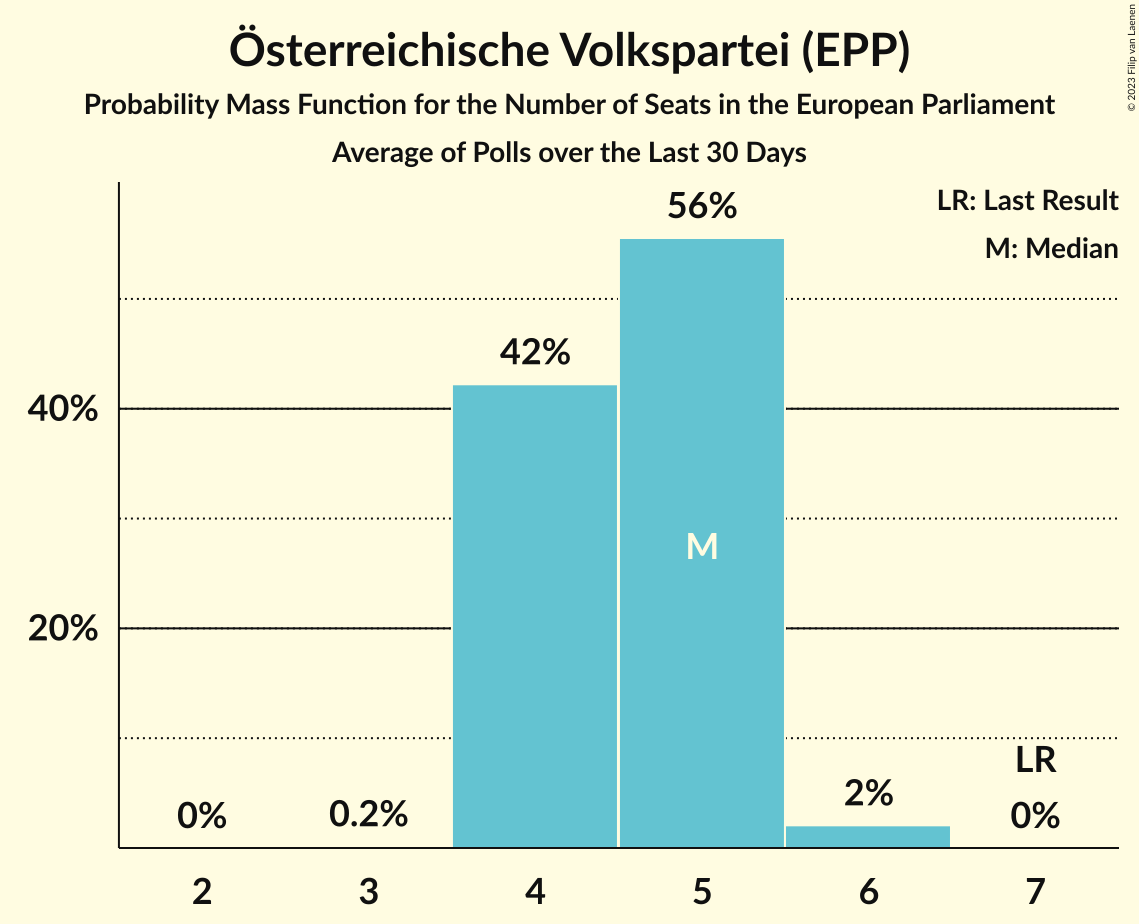 Österreichische Volkspartei (EPP)
Probability Mass Function for the Number of Seats in the European Parliament
Average of Polls over the Last 30 Days
© 2023 Filip van Laenen
LR: Last Result
M: Median
56%
42%
40%
M
20%
LR
0%
0.2%
2%
0%
2 3 4 5 6 7